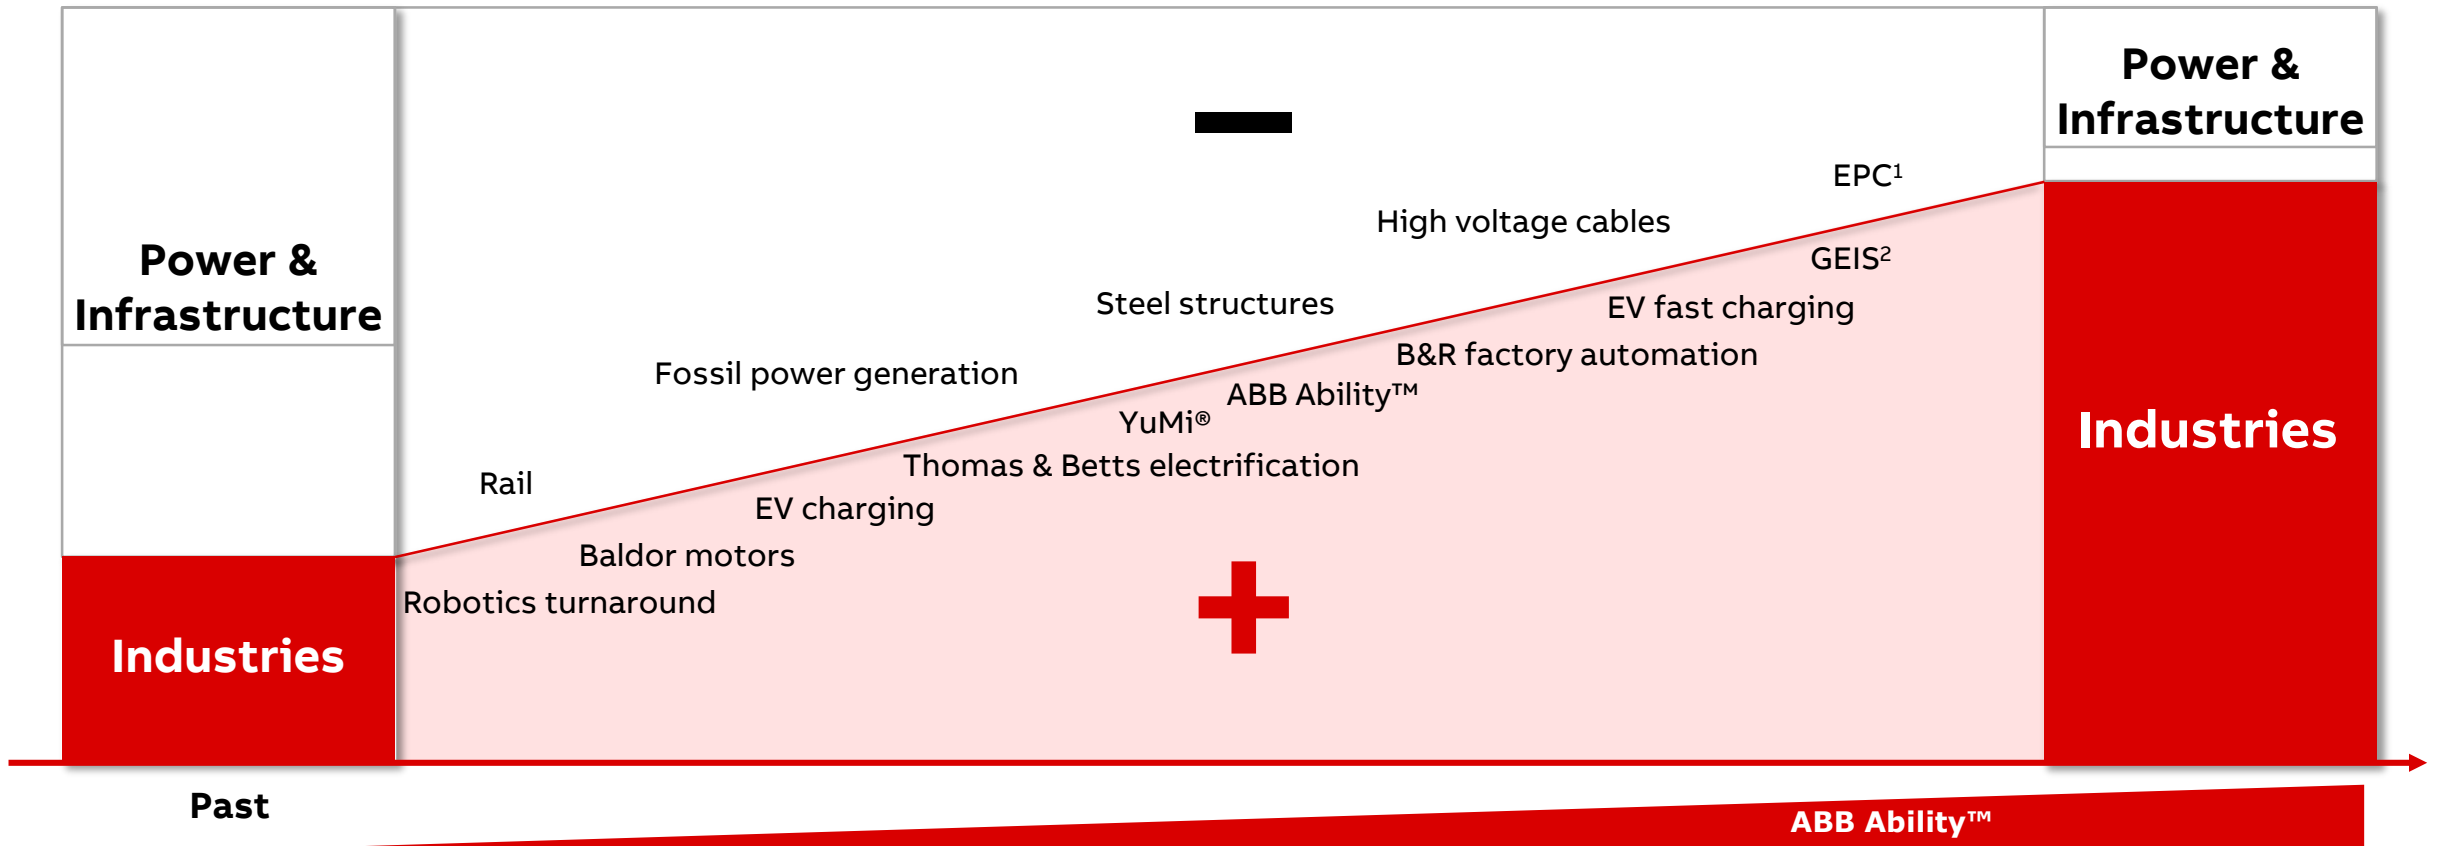 Power &
Infrastructure
Industries
Past
EPC¹
High voltage cables
Steel structures
Fossil power generation
Rail
GEIS²
EV fast charging
B&R factory automation
ABB Ability™
YuMi®
Thomas & Betts electrification
EV charging
Baldor motors
Robotics turnaround
Power &
Infrastructure
Industries
ABB Ability™